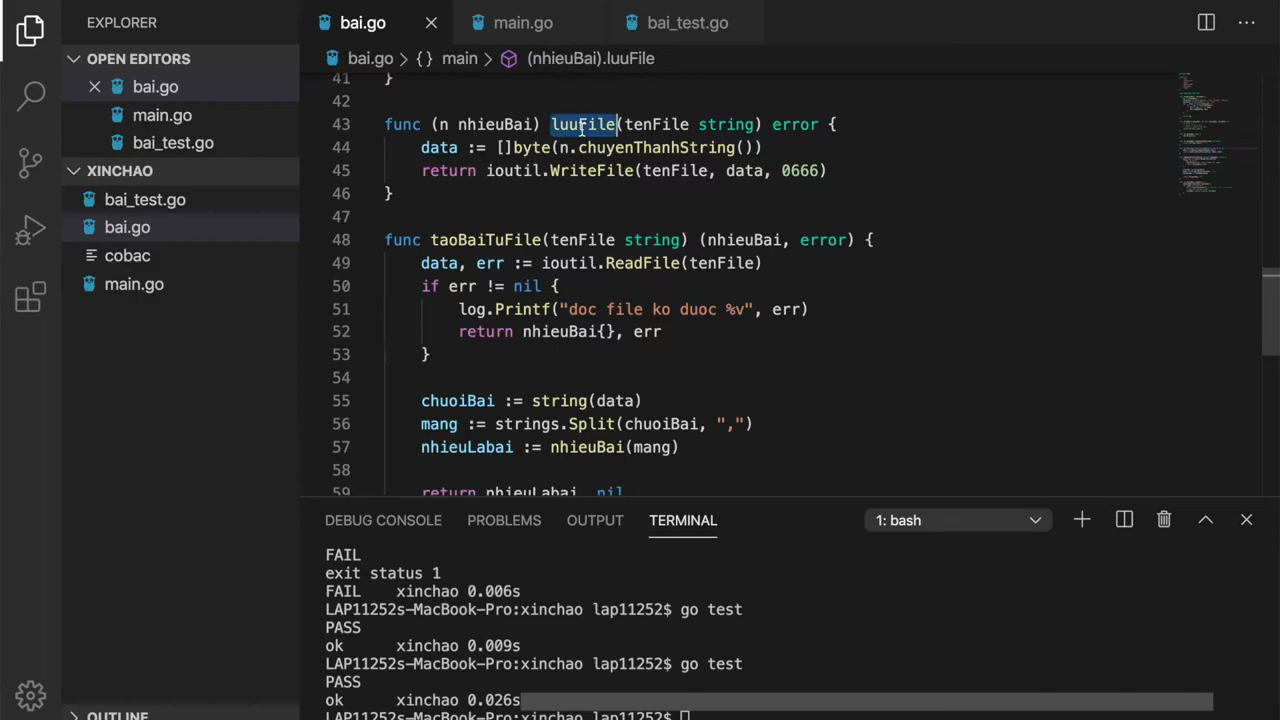 EXPLORER
bai.go
main.go
bai_test.go
OPEN EDITORS
bai.go > {} main > (nhieuBai).luuFile
bai.go
main.go
bai_test.go
XINCHAO
bai_test.go
bai.go
cobac
main.go
41 }
42
43 func (n nhieuBai) luuFile(tenFile string) error {
44 data := []byte(n.chuyenThanhString())
45 return ioutil.WriteFile(tenFile, data, 0666)
46 }
47
48 func taoBaiTuFile(tenFile string) (nhieuBai, error) {
49 data, err := ioutil.ReadFile(tenFile)
50 if err != nil {
51 log.Printf("doc file ko duoc %v", err)
52 return nhieuBai{}, err
53 }
54
55 chuoiBai := string(data)
56 mang := strings.Split(chuoiBai, ",")
57 nhieuLabai := nhieuBai(mang)
58
59 return nhieuLabai, nil
DEBUG CONSOLE PROBLEMS OUTPUT TERMINAL 1: bash
FAIL
exit status 1
FAIL xinchao 0.006s
LAP11252s-MacBook-Pro:xinchao lap11252$ go test
PASS
ok xinchao 0.009s
LAP11252s-MacBook-Pro:xinchao lap11252$ go test
PASS
ok xinchao 0.026s
LAP11252s-MacBook-Pro:xinchao lap11252$
OUTLINE